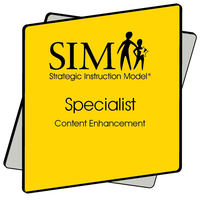 SIM
Strategic Instruction Model®
Specialist
Content Enhancement